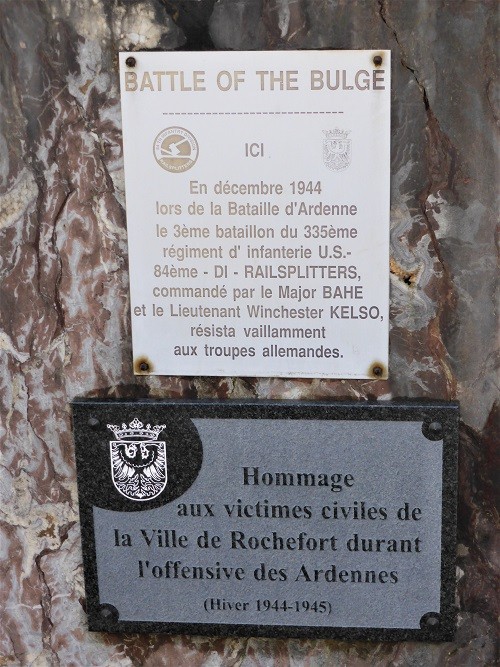 BATTLE OF THE BULGE
------------------------------
ICI
En décembre 1944
lors de la Bataille d'Ardenne
le 3ème bataillon du 335ème
régiment d' infanterie U.S.-
84ème - DI - RAILSPLITTERS,
commandé par le Major BAHE
et le Lieutenant Winchester KELSO,
résista vaillamment
aux troupes allemandes.
Hommage
aux victimes civiles de
la Ville de Rochefort durant
l'offensive des Ardennes
(Hiver 1944-1945)